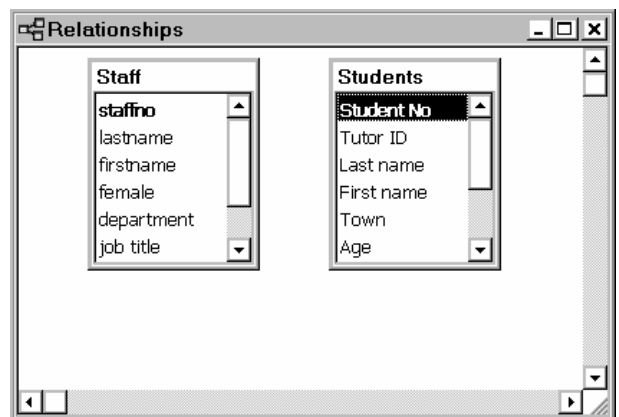 Relationships
Staff
staffno
lastname
firstname
female
department
job title
Students
Student No
Tutor ID
Last name
First name
Town
Age